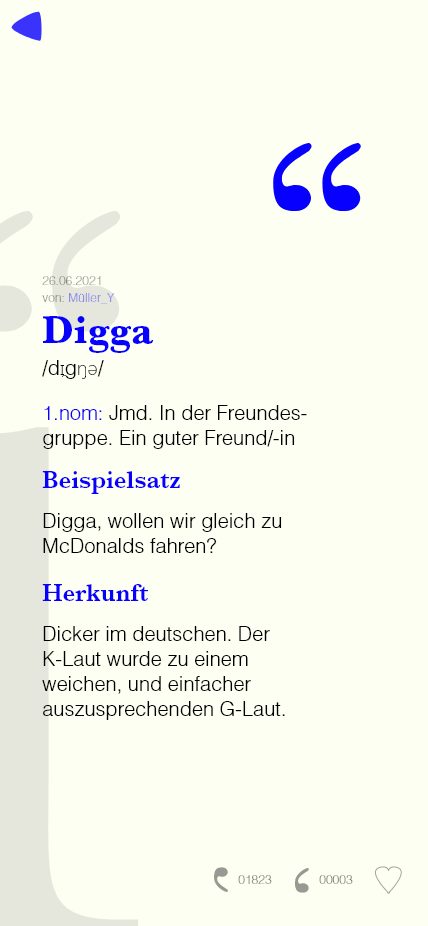 “
26.06.2021
von: Müller_Y
Digga
/dɪgŋə/
1.nom: Jmd. In der Freundes-
gruppe. Ein guter Freund/-in
Beispielsatz
Digga, wollen wir gleich zu
McDonalds fahren?
Herkunft
Dicker im deutschen. Der
K-Laut wurde zu einem
weichen, und einfacher
auszusprechenden G-Laut.
01823 00003